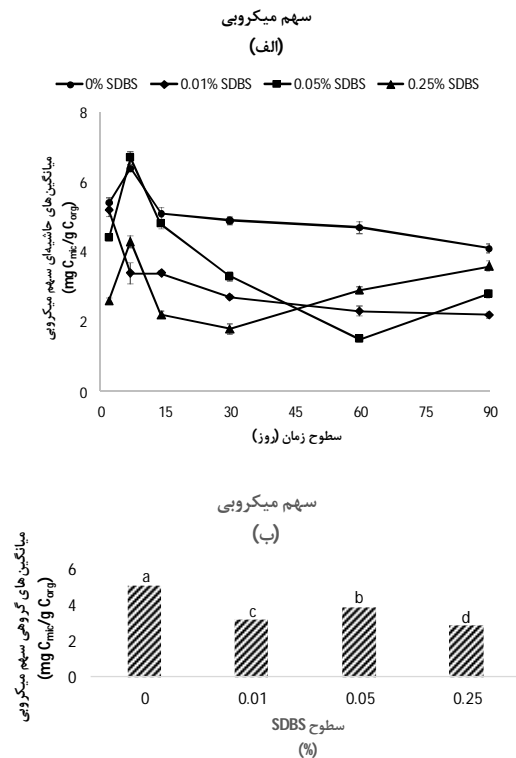 سهم میکروبی
(الف)
0% SDBS 0.01% SDBS 0.05% SDBS 0.25% SDBS
میانگین‌های حاشیه‌ای سهم میکروبی
(mg Cmic/g Corg)
8
6
4
2
0
0 15 30 45 60 75 90
سطوح زمان (روز)
سهم میکروبی
(ب)
میانگین‌های گروهی سهم میکروبی
(mg Cmic/g Corg)
6
4
2
0
a
c
b
d
0 0.01 0.05 0.25
سطوح SDBS
(%)